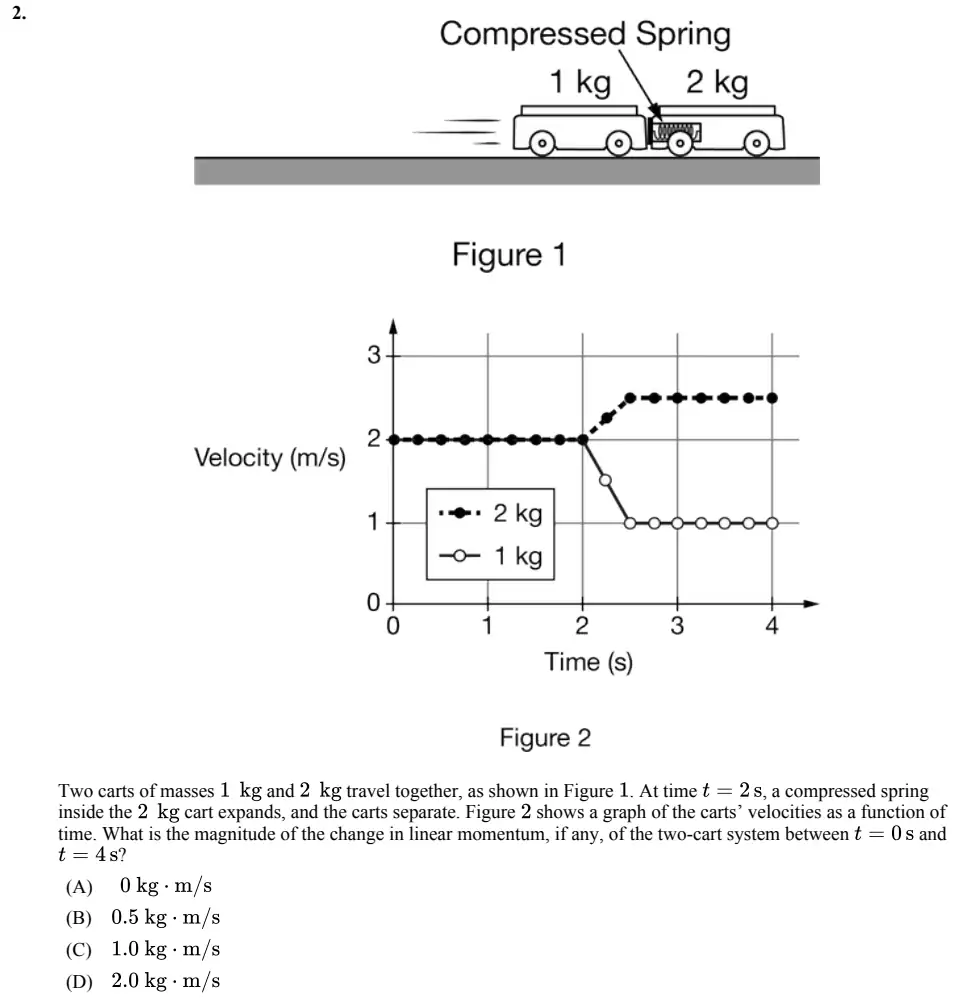 2.
Compressed Spring
1 kg 2 kg
Figure 1
3
2
Velocity (m/s)
1
2 kg
1 kg
0
0 1 2 3 4
Time (s)
Figure 2
Two carts of masses 1 kg and 2 kg travel together, as shown in Figure 1. At time t = 2 s, a compressed spring
inside the 2 kg cart expands, and the carts separate. Figure 2 shows a graph of the carts’ velocities as a function of
time. What is the magnitude of the change in linear momentum, if any, of the two-cart system between t = 0 s and
t = 4 s?
(A) 0 kg · m/s
(B) 0.5 kg · m/s
(C) 1.0 kg · m/s
(D) 2.0 kg · m/s